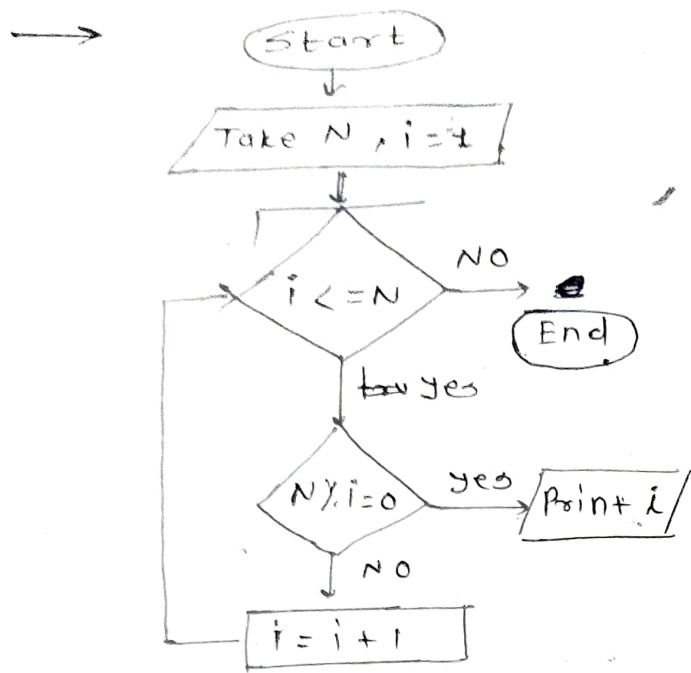 Start
Take N, i = 1
i <= N
NO
End
yes
N % i = 0
yes
Print i
NO
i = i + 1